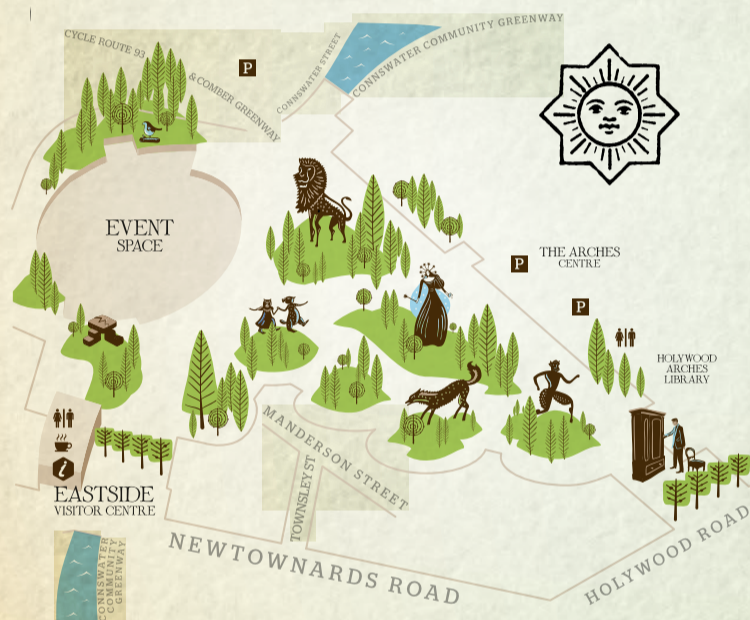 CYCLE ROUTE 93
& COMBER GREENWAY
P
CONNSWATER STREET
CONNSWATER COMMUNITY GREENWAY
EVENT
SPACE
P
THE ARCHES
CENTRE
P
HOLYWOOD
ARCHES
LIBRARY
i
EASTSIDE
VISITOR CENTRE
MANDERSON STREET
TOWNSLEY ST
NEWTOWNARDS ROAD
HOLYWOOD ROAD
CONNSWATER
COMMUNITY
GREENWAY